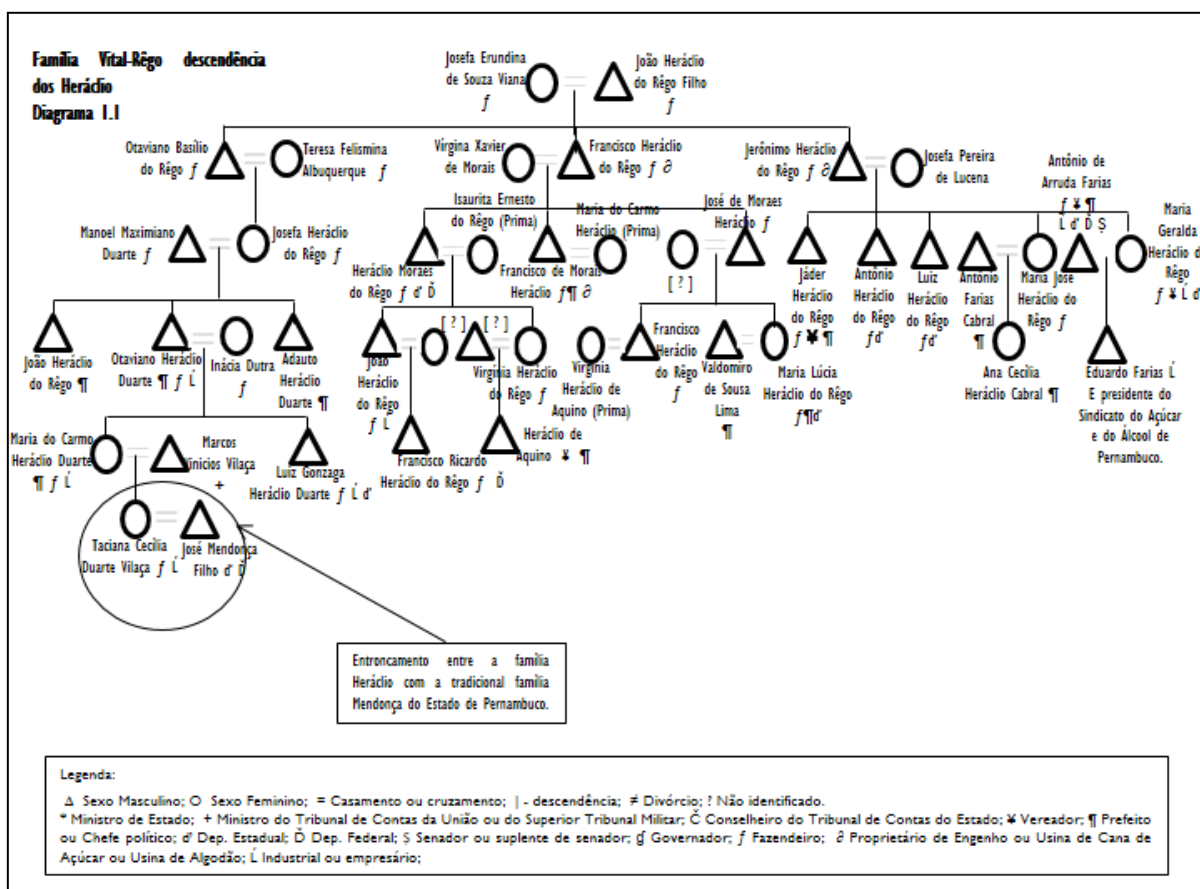 Família Vital-Rêgo descendência
dos Heráclio
Diagrama 1.1
Josefa Erundina
de Souza Viana
ƒ
=
João Heráclio
do Rêgo Filho
ƒ
Otaviano Basílio
do Rêgo ƒ
=
Teresa Felismina
Albuquerque ƒ
Vírgina Xavier
de Morais
=
Francisco Heráclio
do Rêgo ƒ ∂
Jerônimo Heráclio
do Rêgo ƒ ∂
=
Josefa Pereira
de Lucena
Manoel Maximiano
Duarte ƒ
=
Josefa Heráclio
do Rêgo ƒ
Isaurita Ernesto
do Rêgo (Prima)
Heráclio Moraes
do Rêgo ƒ ď Ď
=
Maria do Carmo
Heráclio (Prima)
Francisco de Morais
Heráclio ƒ¶ ∂
=
José de Moraes
Heráclio ƒ
=
[ ? ]
Jáder
Heráclio
do Rêgo
ƒ ¥ ¶
Antônio
Heráclio
do Rêgo
ƒď
Luiz
Heráclio
do Rêgo
ƒď
Antônio
Farias
Cabral
¶
=
Maria José
Heráclio do
Rêgo ƒ
Antônio de
Arruda Farias
ƒ ¥ ¶
Ĺ ď Ď Ș
=
Maria
Geralda
Heráclio d
Rêgo
ƒ ¥ Ĺ ď
João Heráclio
do Rêgo ¶
Otaviano Heráclio
Duarte ¶ ƒ Ĺ
=
Inácia Dutra
ƒ
Adauto
Heráclio
Duarte ¶
João
Heráclio
do Rêgo
ƒ Ĺ
=
[ ? ]
[ ? ]
=
Virginia Heráclio
do Rêgo ƒ
Virgínia
Heráclio de
Aquino (Prima)
=
Francisco
Heráclio
do Rêgo
ƒ
Valdomiro
de Sousa
Lima
¶
=
Maria Lúcia
Heráclio do Rêgo
ƒ¶ď
Ana Cecília
Heráclio Cabral ¶
Eduardo Farias Ĺ
E presidente do
Sindicato do Açúcar
e do Álcool de
Pernambuco.
Maria do Carmo
Heráclio Duarte
¶ ƒ Ĺ
=
Marcos
Vinicios Vilaça
+
Luiz Gonzaga
Heráclio Duarte ƒ Ĺ ď
Francisco Ricardo
Heráclio do Rêgo ƒ Ď
Heráclio de
Aquino ¥ ¶
Taciana Cecília
Duarte Vilaça ƒ Ĺ
=
José Mendonça
Filho ď Ď
Entroncamento entre a família
Heráclio com a tradicional família
Mendonça do Estado de Pernambuco.
Legenda:
∆ Sexo Masculino; O Sexo Feminino; = Casamento ou cruzamento; | - descendência; ≠ Divórcio; ? Não identificado.
* Ministro de Estado; + Ministro do Tribunal de Contas da União ou do Superior Tribunal Militar; Č Conselheiro do Tribunal de Contas do Estado; ¥ Vereador; ¶ Prefeito
ou Chefe político; ď Dep. Estadual; Ď Dep. Federal; Ș Senador ou suplente de senador; ɠ Governador; ƒ Fazendeiro; ∂ Proprietário de Engenho ou Usina de Cana de
Açúcar ou Usina de Algodão; Ĺ Industrial ou empresário;